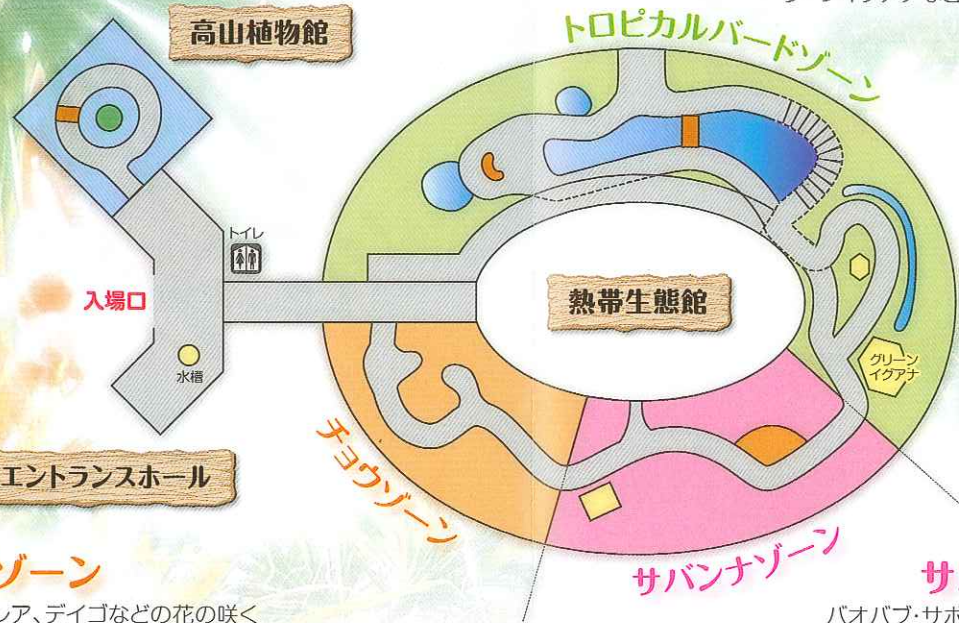 高山植物館
トロピカルバードゾーン
トイレ
入場口
熱帯生態館
水槽
グリーン
イグアナ
エントランスホール
チョウゾーン
サバンナゾーン
ゾーン
レア、デイゴなどの花の咲く
サ
バオバブ・サボ